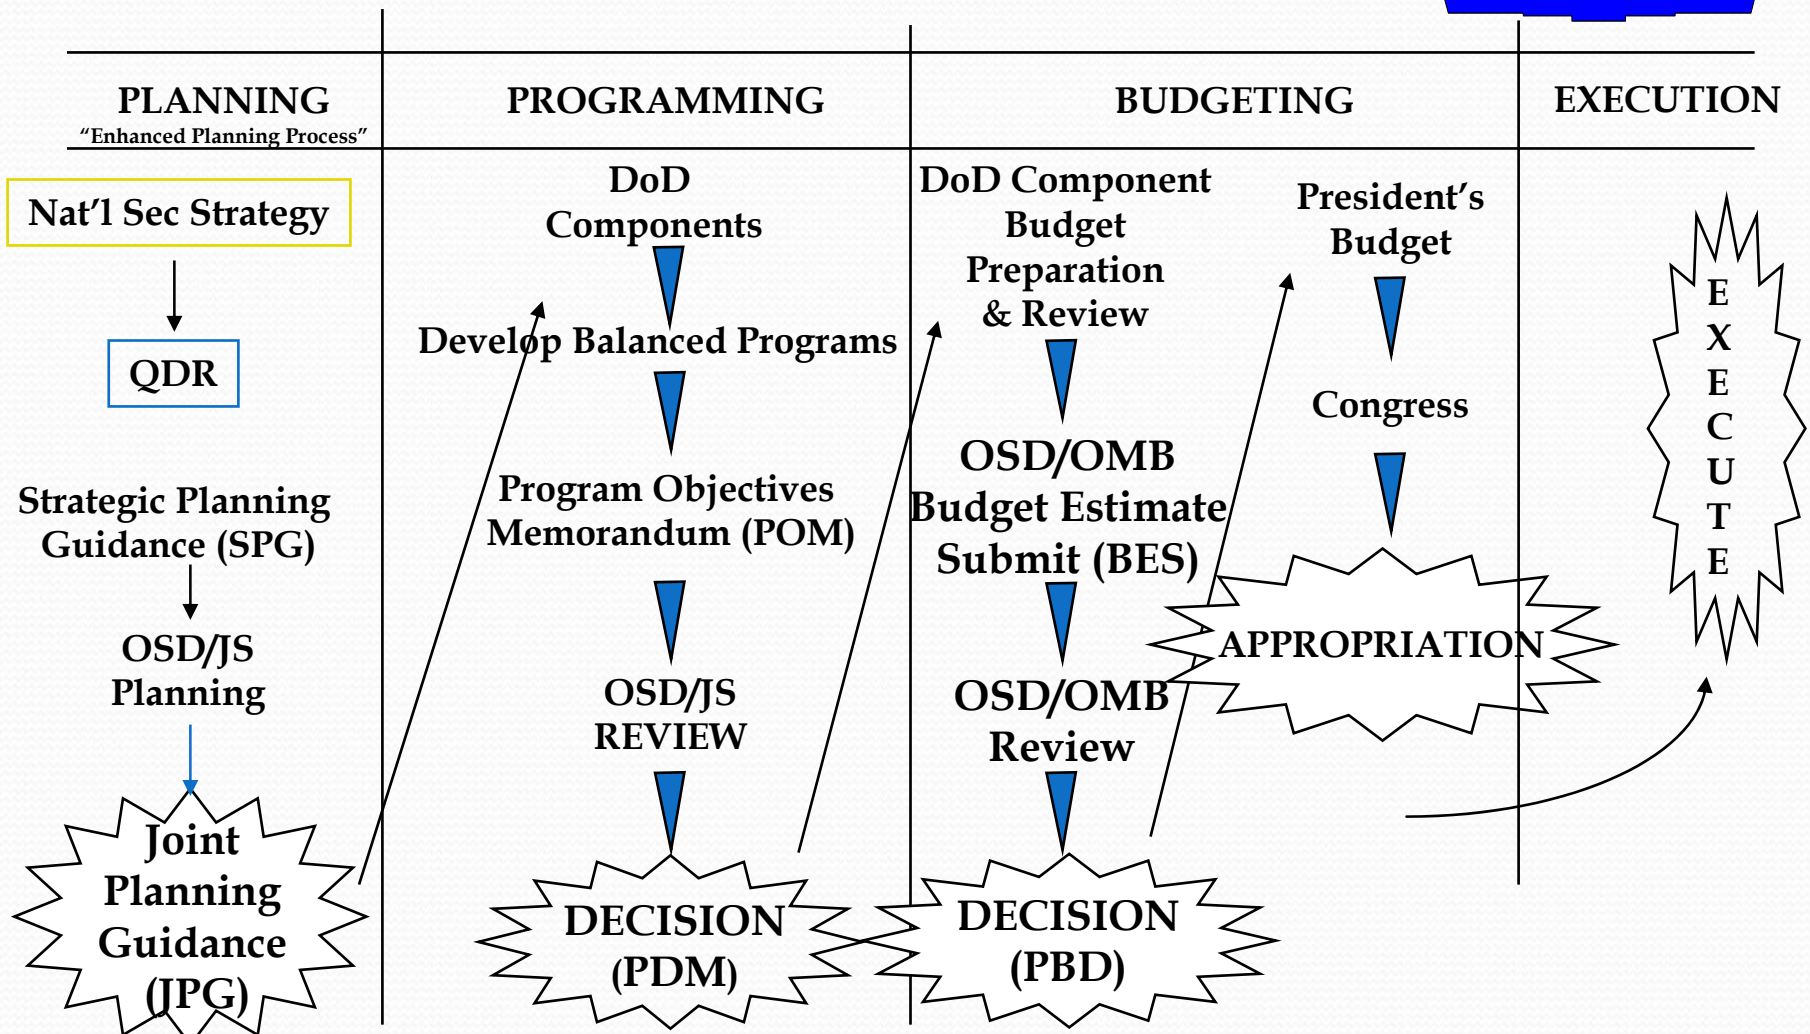 PLANNING
“Enhanced Planning Process”
PROGRAMMING
BUDGETING
EXECUTION
Nat’l Sec Strategy
QDR
Strategic Planning
Guidance (SPG)
OSD/JS
Planning
Joint
Planning
Guidance
(JPG)
DoD
Components
Develop Balanced Programs
Program Objectives
Memorandum (POM)
OSD/JS
REVIEW
DECISION
(PDM)
DoD Component
Budget
Preparation
& Review
OSD/OMB
Budget Estimate
Submit (BES)
OSD/OMB
Review
DECISION
(PBD)
President’s
Budget
Congress
APPROPRIATION
E
X
E
C
U
T
E